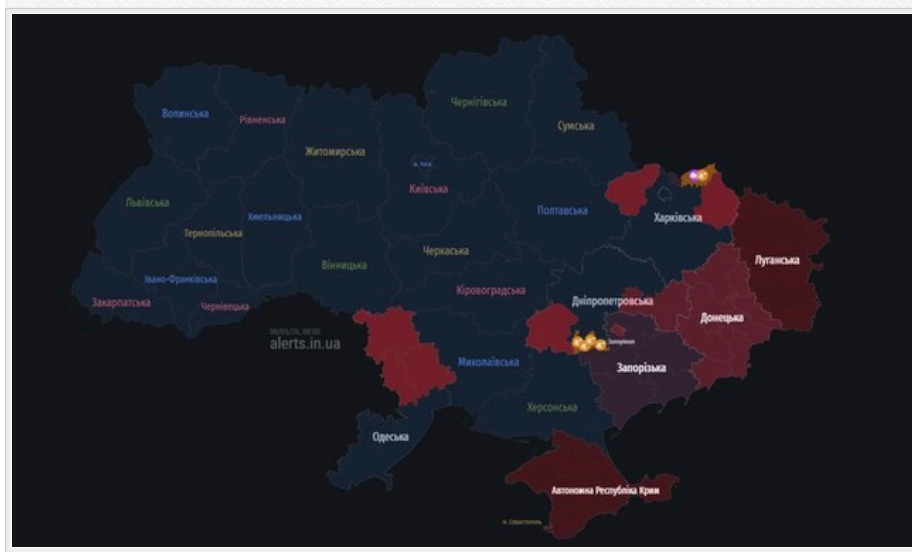 Чернігівська
Волинська
Рівненська
Сумська
Житомирська
м. Київ
Київська
Львівська
Хмельницька
Полтавська
Харківська
Тернопільська
Черкаська
Вінницька
Луганська
Івано-Франківська
Закарпатська
Чернівецька
Кіровоградська
Дніпропетровська
Донецька
alerts.in.ua
Миколаївська
Запорізька
Херсонська
Одеська
Автономна Республіка Крим
м. Севастополь